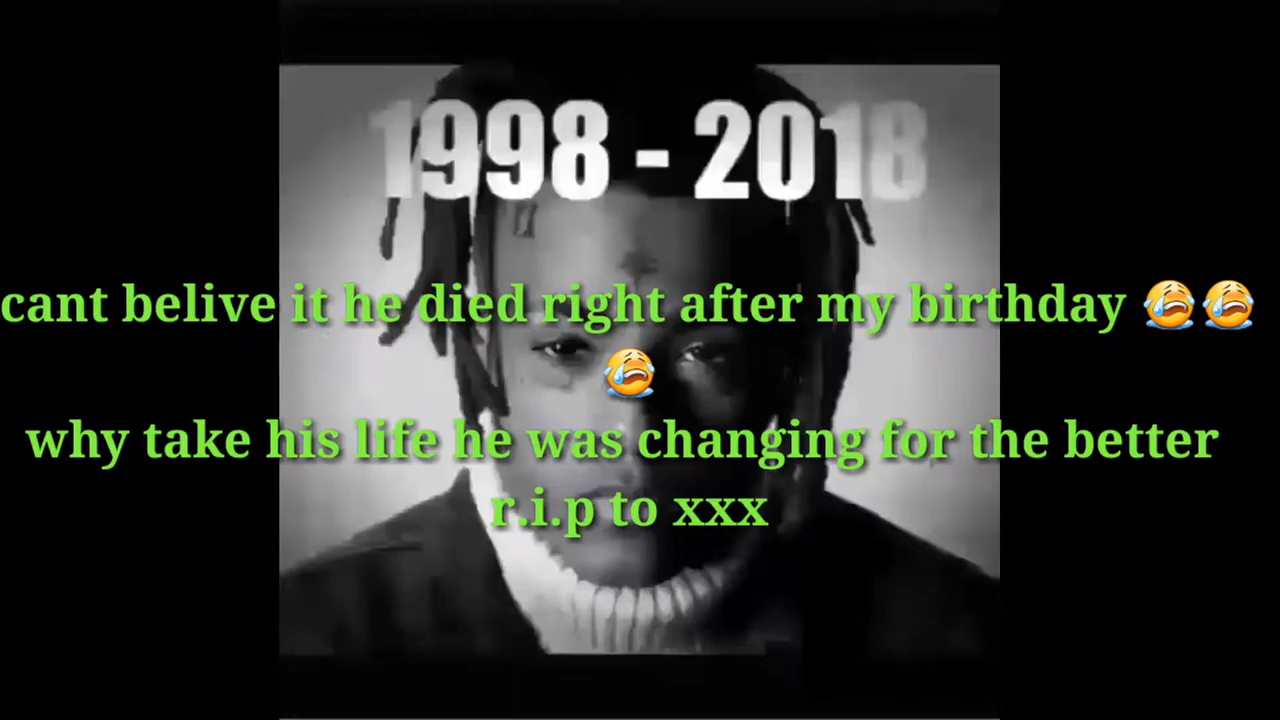 1998 - 2018
cant belive it he died right after my birthday 😭😭
😭
why take his life he was changing for the better
r.i.p to xxx